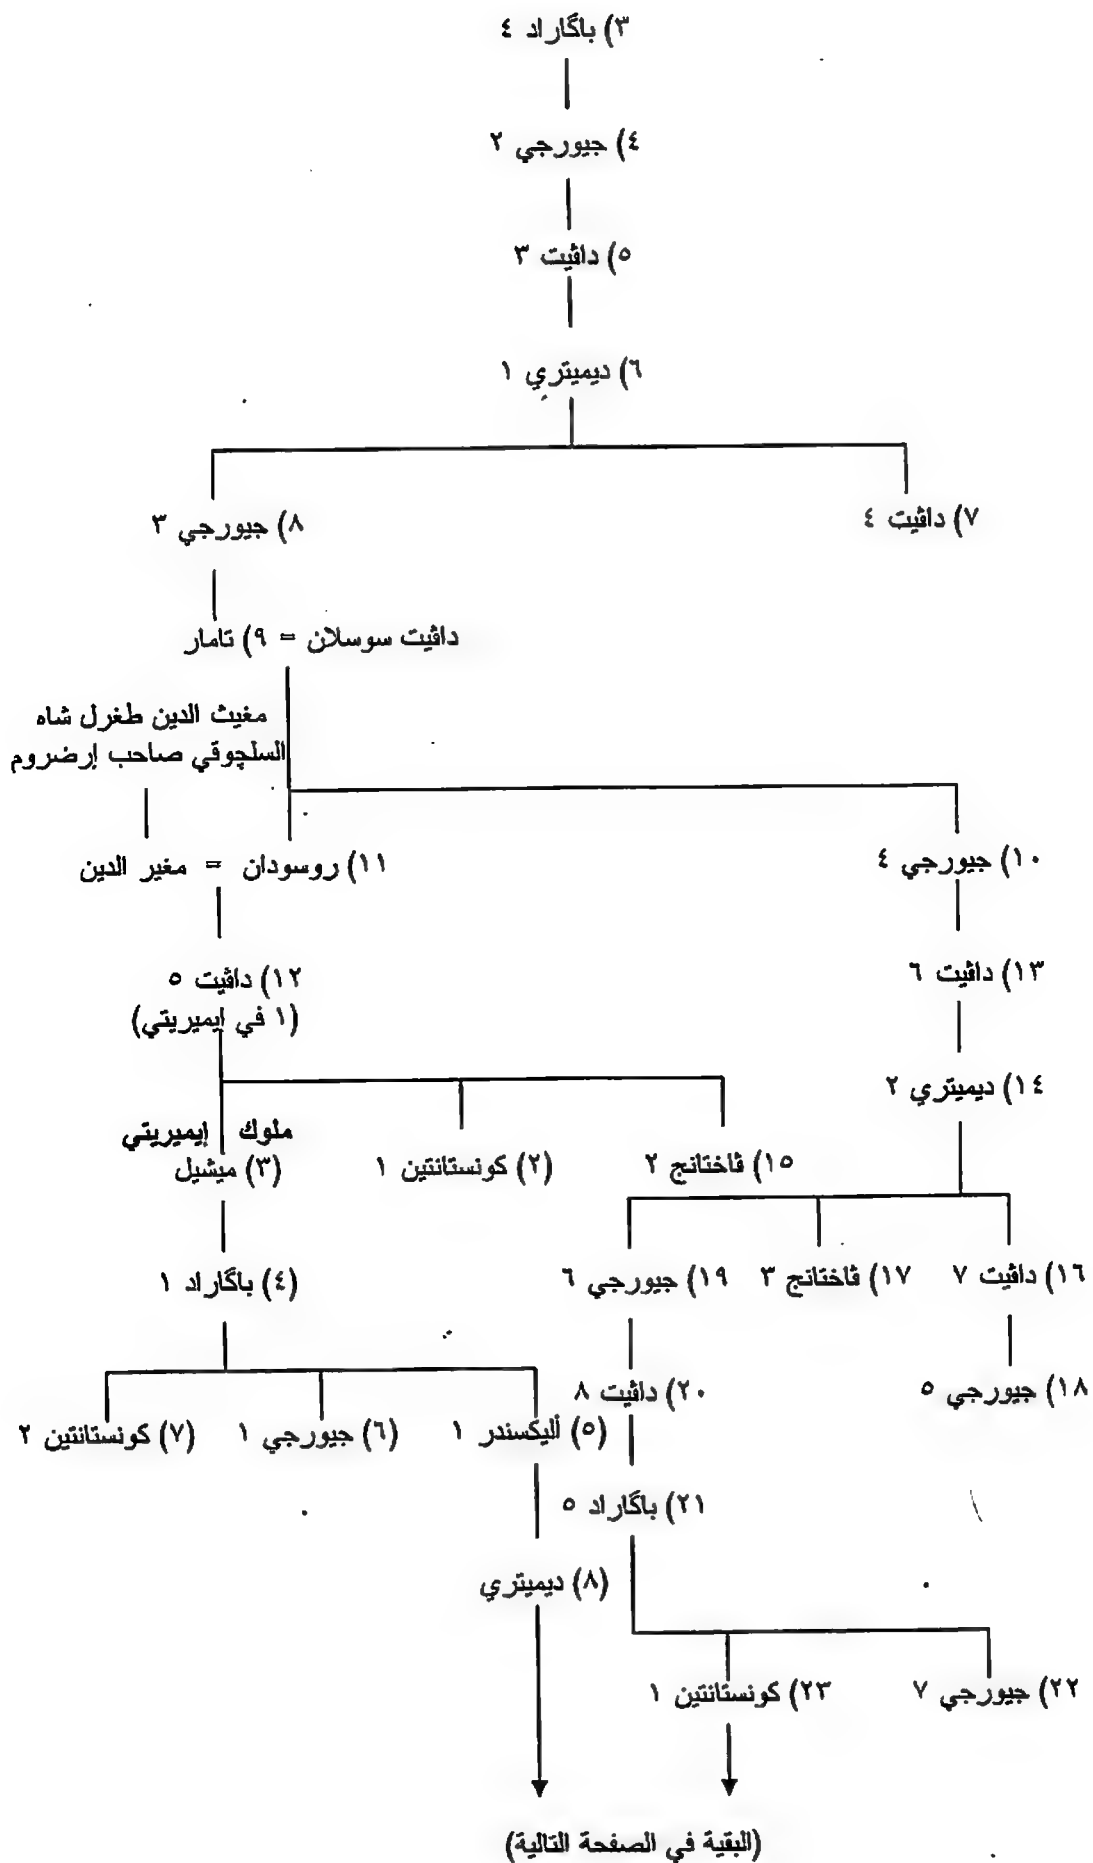 ٣) باگاراد ٤
٤) جيورجي ٢
٥) داڤيت ٣
٦) ديميتري ١
٧) داڤيت ٤
٨) جيورجي ٣
داڤيت سوسلان = ٩) تامار
مغيث الدين طغرل شاه
السلچوقي صاحب إرضروم
١٠) جيورجي ٤
١١) روسودان = مغير الدين
١٣) داڤيت ٦
١٢) داڤيت ٥
(١ في إيميريتي)
١٤) ديميتري ٢
ملوك إيميريتي
١٥) ڤاختانج ٢
(٢) كونستانتين ١
(٣) ميشيل
١٦) داڤيت ٧
١٧) ڤاختانج ٣
١٩) جيورجي ٦
(٤) باگاراد ١
١٨) جيورجي ٥
٢٠) داڤيت ٨
(٥) أليكسندر ١
(٦) جيورجي ١
(٧) كونستانتين ٢
٢١) باگاراد ٥
(٨) ديميتري
٢٢) جيورجي ٧
٢٣) كونستانتين ١
(البقية في الصفحة التالية)